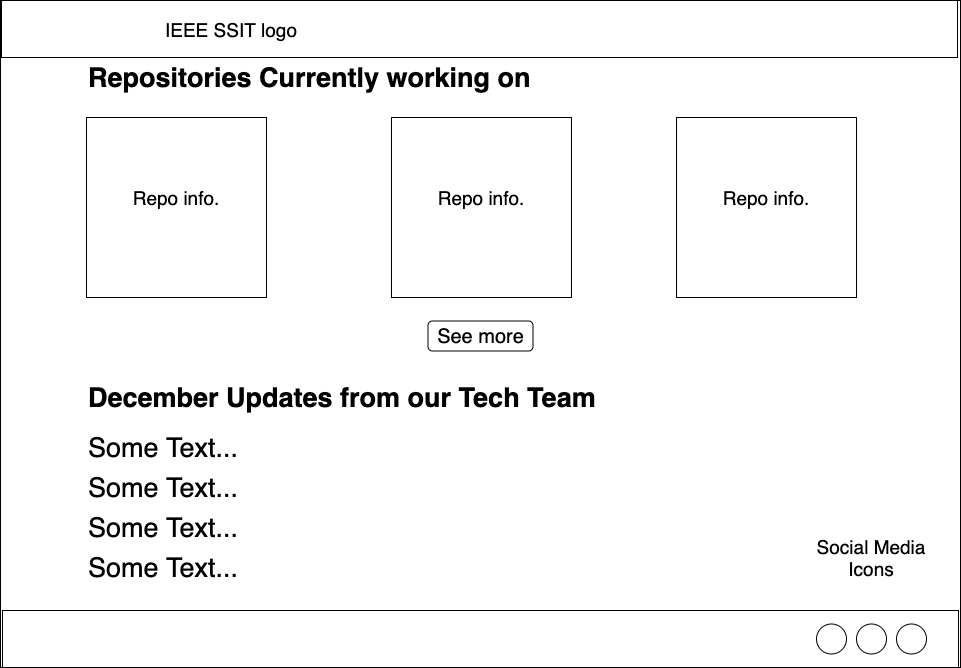 IEEE SSIT logo
Repositories Currently working on
Repo info.
Repo info.
Repo info.
See more
December Updates from our Tech Team
Some Text...
Some Text...
Some Text...
Some Text...
Social Media
Icons